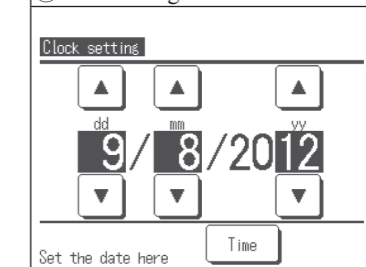 Clock setting
▲ ▲ ▲
dd mm yy
9/8/2012
▼ ▼ ▼
Set the date here Time